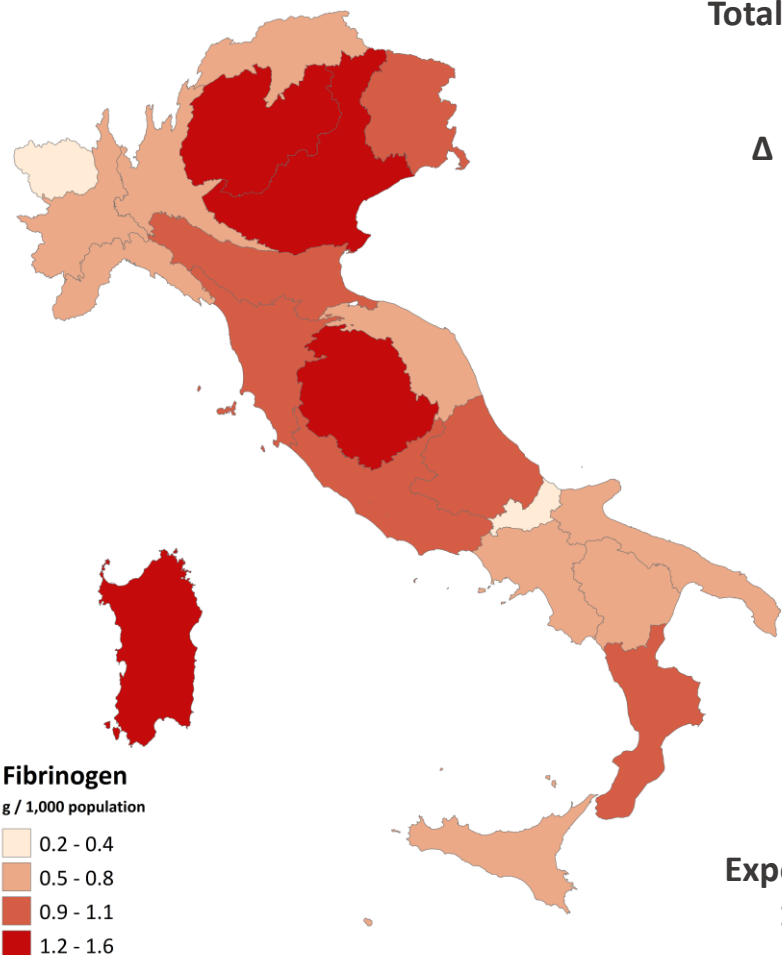 Total
Δ
Fibrinogen
g / 1,000 population
0.2 - 0.4
0.5 - 0.8
0.9 - 1.1
1.2 - 1.6